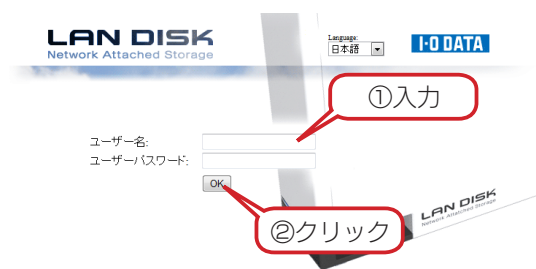 LAN DISK
Network Attached Storage
Language:
日本語
I·O DATA
①入力
ユーザー名:
ユーザーパスワード:
OK
②クリック
LAN DISK
Network Attached Storage